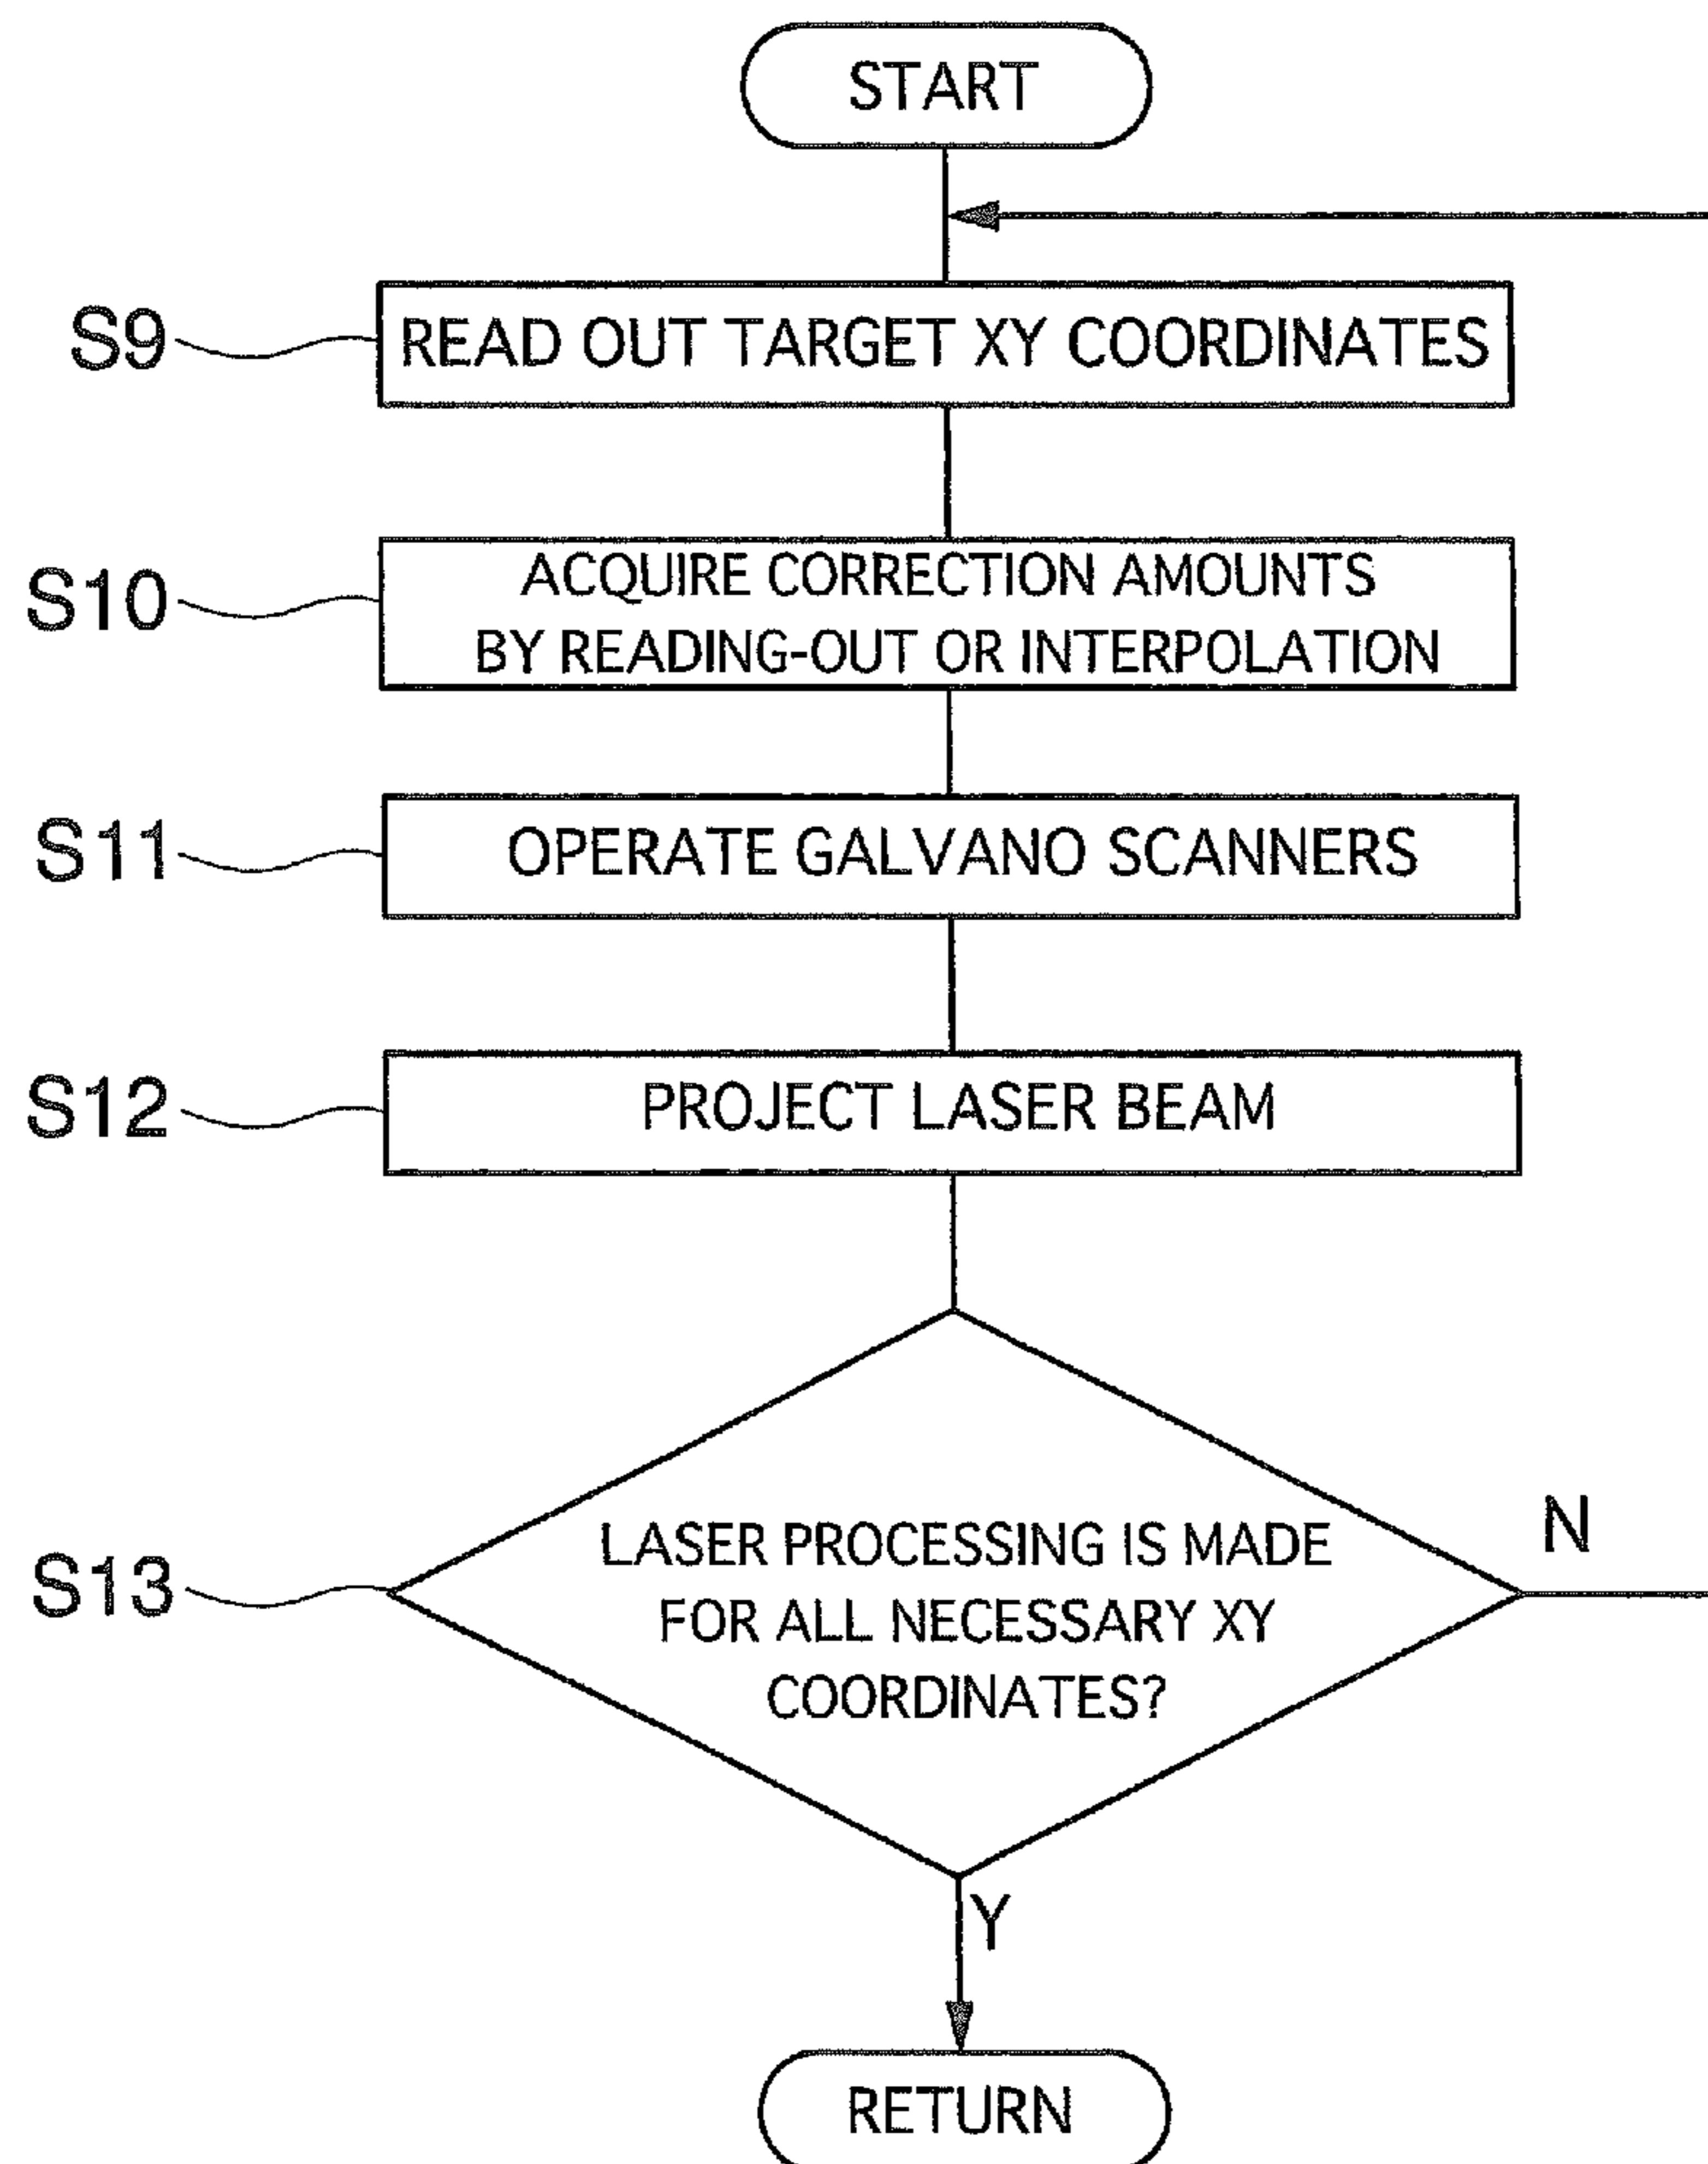 START
S9
READ OUT TARGET XY COORDINATES
S10
ACQUIRE CORRECTION AMOUNTS
BY READING-OUT OR INTERPOLATION
S11
OPERATE GALVANO SCANNERS
S12
PROJECT LASER BEAM
S13
LASER PROCESSING IS MADE
FOR ALL NECESSARY XY
COORDINATES?
N
Y
RETURN